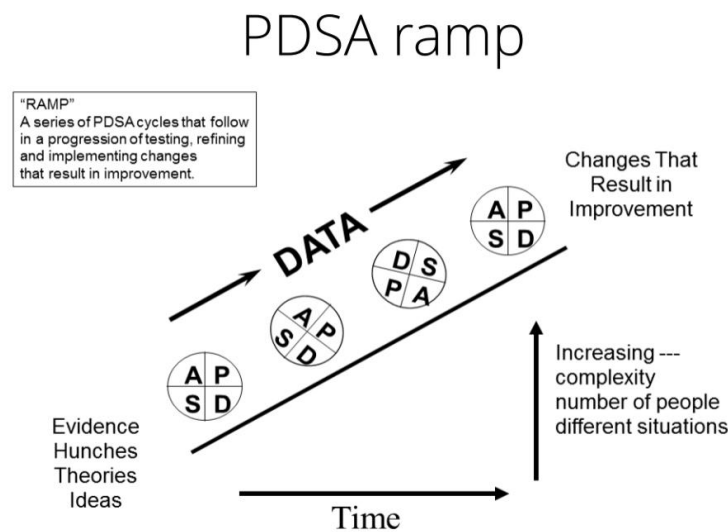 PDSA ramp
“RAMP”
A series of PDSA cycles that follow
in a progression of testing, refining
and implementing changes
that result in improvement.
Changes That
Result in
Improvement
DATA
A P
S D
D S
P A
A P
S D
A P
S D
Increasing ---
complexity
number of people
different situations
Evidence
Hunches
Theories
Ideas
Time